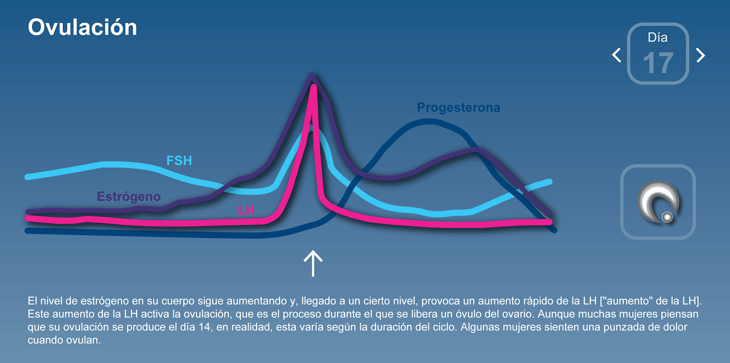 Ovulación
Día
17
Progesterona
FSH
Estrógeno
LH
El nivel de estrógeno en su cuerpo sigue aumentando y, llegado a un cierto nivel, provoca un aumento rápido de la LH ["aumento" de la LH].
Este aumento de la LH activa la ovulación, que es el proceso durante el que se libera un óvulo del ovario. Aunque muchas mujeres piensan
que su ovulación se produce el día 14, en realidad, esta varía según la duración del ciclo. Algunas mujeres sienten una punzada de dolor
cuando ovulan.